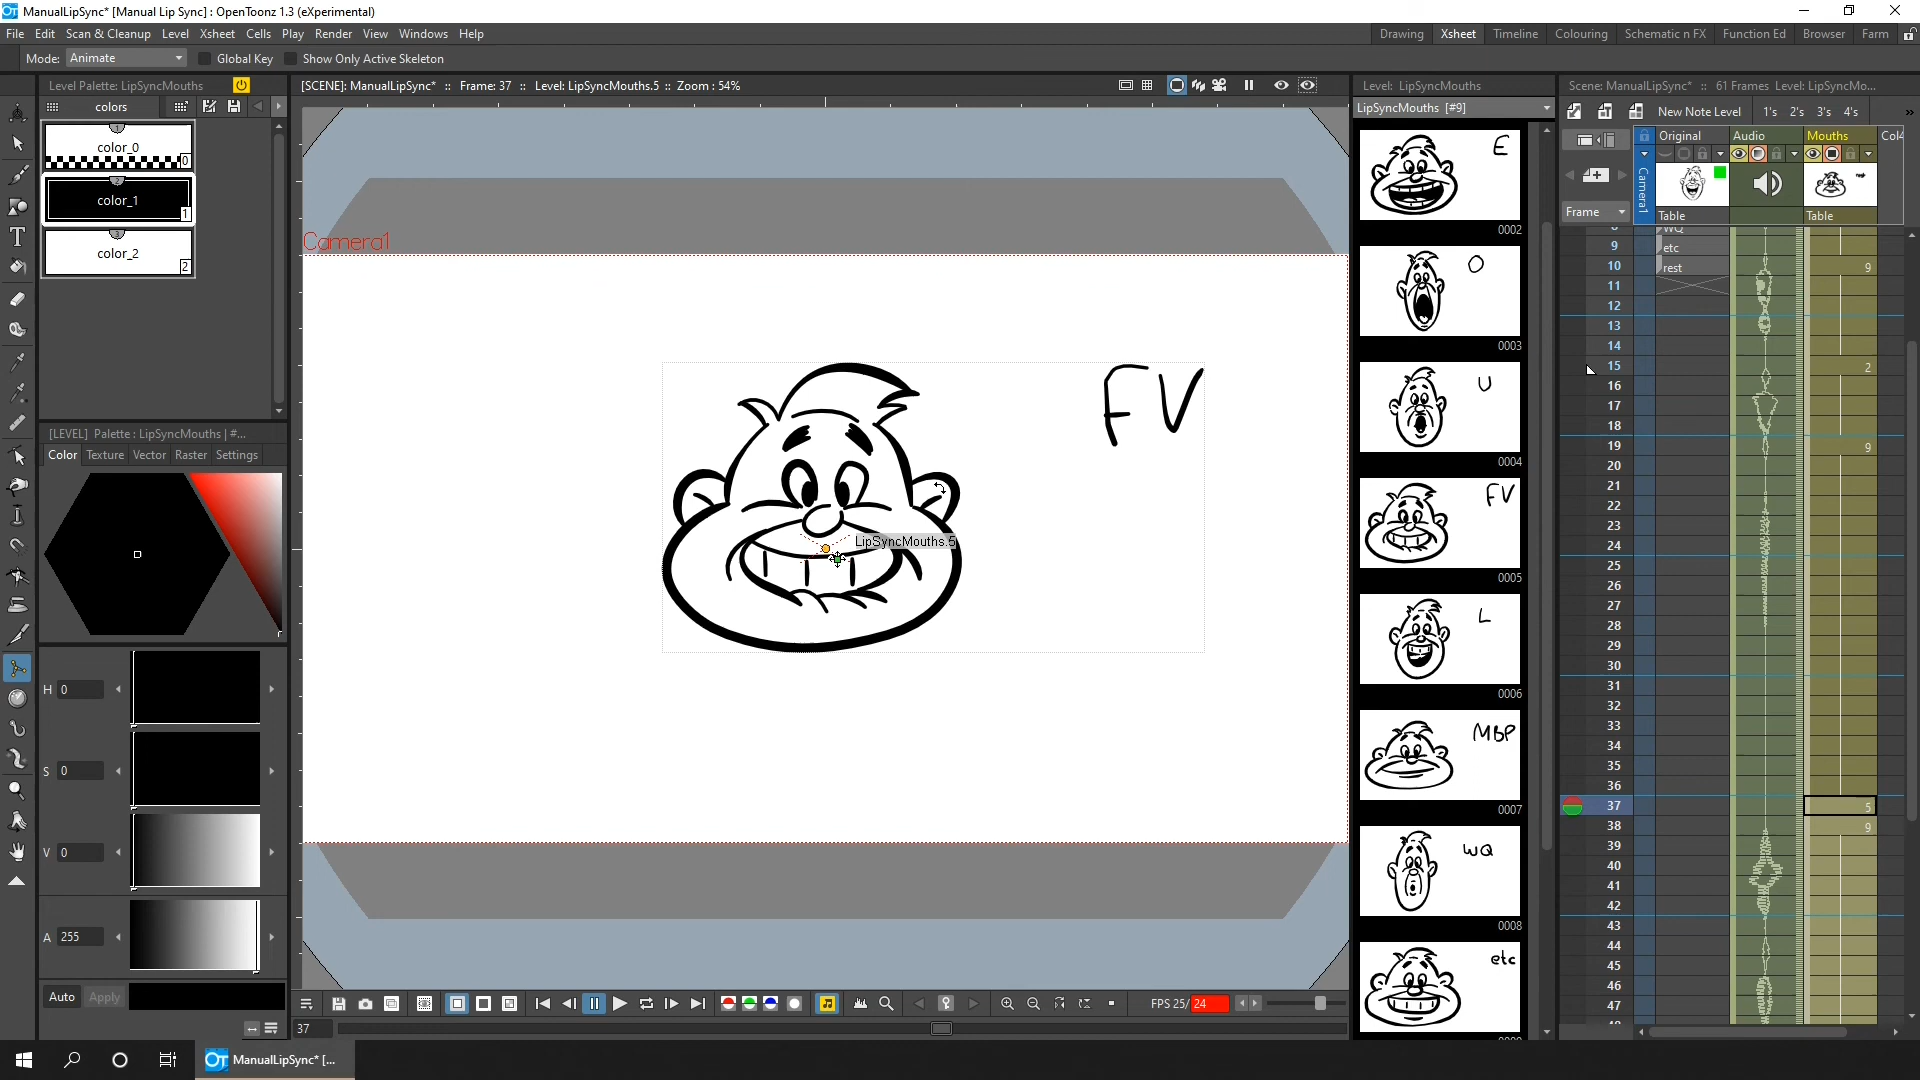 ManualLipSync* [Manual Lip Sync] : OpenToonz 1.3 (eXperimental)
File Edit Scan & Cleanup Level Xsheet Cells Play Render View Windows Help
Drawing Xsheet Timeline Colouring Schematic n FX Function Ed Browser Farm
Mode: Animate Global Key Show Only Active Skeleton
Level Palette: LipSyncMouths
colors
color_0
0
color_1
1
color_2
2
[LEVEL] Palette : LipSyncMouths | #...
Color Texture Vector Raster Settings
H 0
S 0
V 0
A 255
Auto Apply
[SCENE]: ManualLipSync* :: Frame: 37 :: Level: LipSyncMouths.5 :: Zoom : 54%
Camera1
FV
LipSyncMouths.5
FPS 25/ 24
37
Level: LipSyncMouths
LipSyncMouths [#9]
E
0002
O
0003
U
0004
FV
0005
L
0006
MBP
0007
WQ
0008
etc
Scene: ManualLipSync* :: 61 Frames Level: LipSyncMo...
New Note Level 1's 2's 3's 4's »
Original Audio Mouths Col4
Camera1
Frame Table Table
WQ
9 etc
10 rest 9
11
12
13
14
15 2
16
17
18
19 9
20
21
22
23
24
25
26
27
28
29
30
31
32
33
34
35
36
37 5
38 9
39
40
41
42
43
44
45
46
47
ManualLipSync* [...